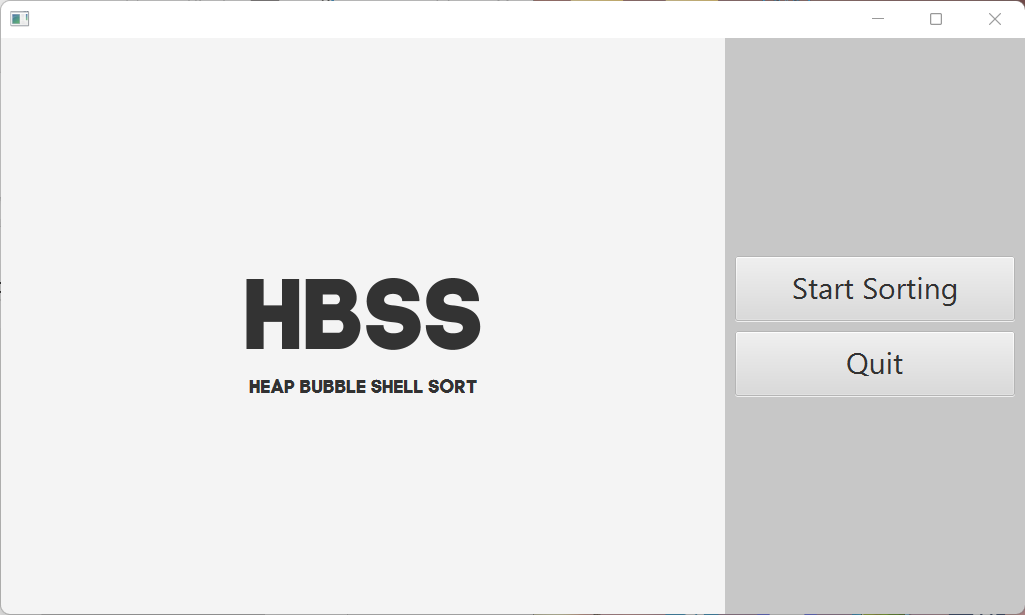 HBSS
HEAP BUBBLE SHELL SORT
Start Sorting
Quit